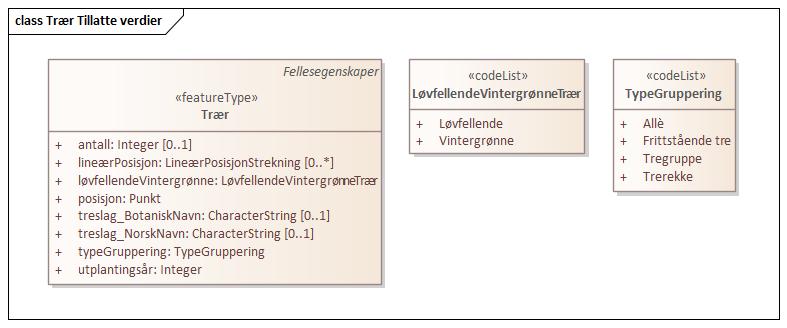 class Trær Tillatte verdier
Fellesegenskaper
«featureType»
Trær
+ antall: Integer [0..1]
+ lineærPosisjon: LineærPosisjonStrekning [0..*]
+ løvfellendeVintergrønne: LøvfellendeVintergrønneTrær
+ posisjon: Punkt
+ treslag_BotaniskNavn: CharacterString [0..1]
+ treslag_NorskNavn: CharacterString [0..1]
+ typeGruppering: TypeGruppering
+ utplantingsår: Integer
«codeList»
LøvfellendeVintergrønneTrær
+ Løvfellende
+ Vintergrønne
«codeList»
TypeGruppering
+ Allè
+ Frittstående tre
+ Tregruppe
+ Trerekke